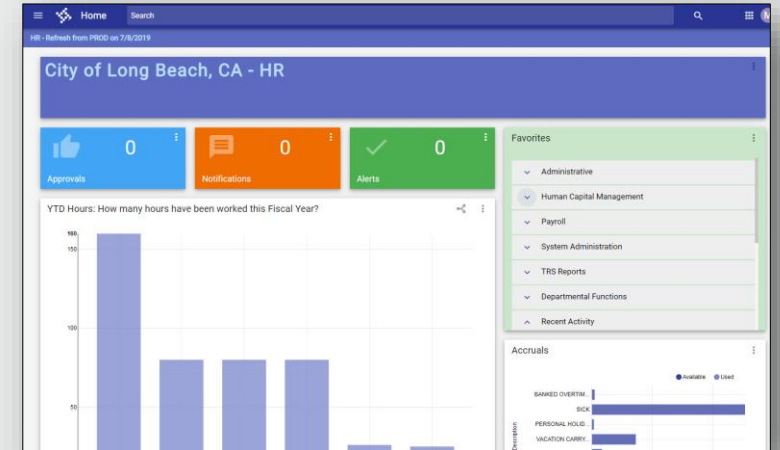 Home
Search
M
HR - Refresh from PROD on 7/8/2019
City of Long Beach, CA - HR
0
Approvals
0
Notifications
0
Alerts
Favorites
Administrative
Human Capital Management
Payroll
System Administration
TRS Reports
Departmental Functions
Recent Activity
YTD Hours: How many hours have been worked this Fiscal Year?
160
150
100
50
Accruals
Available Used
BANKED OVERTIM...
SICK
PERSONAL HOLID...
VACATION CARRY...
Description